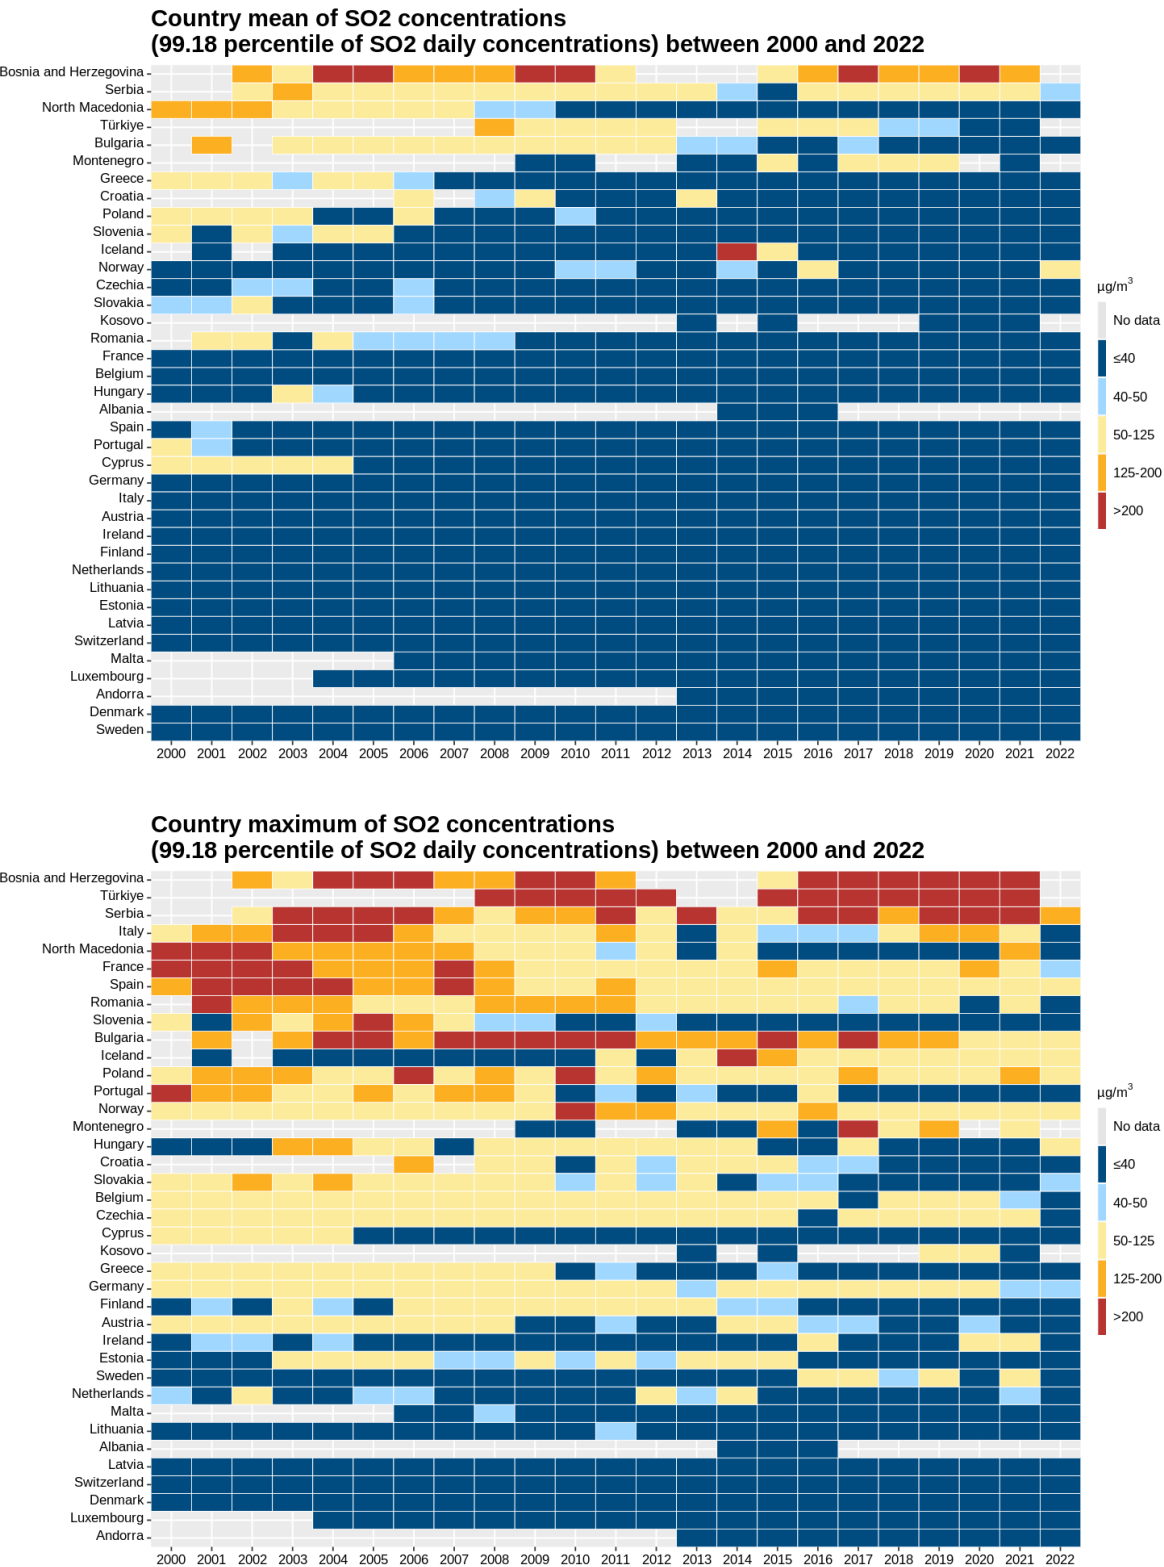 Country mean of SO2 concentrations
(99.18 percentile of SO2 daily concentrations) between 2000 and 2022
Bosnia and Herzegovina
Serbia
North Macedonia
Türkiye
Bulgaria
Montenegro
Greece
Croatia
Poland
Slovenia
Iceland
Norway
Czechia
Slovakia
Kosovo
Romania
France
Belgium
Hungary
Albania
Spain
Portugal
Cyprus
Germany
Italy
Austria
Ireland
Finland
Netherlands
Lithuania
Estonia
Latvia
Switzerland
Malta
Luxembourg
Andorra
Denmark
Sweden
2000 2001 2002 2003 2004 2005 2006 2007 2008 2009 2010 2011 2012 2013 2014 2015 2016 2017 2018 2019 2020 2021 2022
µg/m3
No data
≤40
40-50
50-125
125-200
>200
Country maximum of SO2 concentrations
(99.18 percentile of SO2 daily concentrations) between 2000 and 2022
Bosnia and Herzegovina
Türkiye
Serbia
Italy
North Macedonia
France
Spain
Romania
Slovenia
Bulgaria
Iceland
Poland
Portugal
Norway
Montenegro
Hungary
Croatia
Slovakia
Belgium
Czechia
Cyprus
Kosovo
Greece
Germany
Finland
Austria
Ireland
Estonia
Sweden
Netherlands
Malta
Lithuania
Albania
Latvia
Switzerland
Denmark
Luxembourg
Andorra
2000 2001 2002 2003 2004 2005 2006 2007 2008 2009 2010 2011 2012 2013 2014 2015 2016 2017 2018 2019 2020 2021 2022
µg/m3
No data
≤40
40-50
50-125
125-200
>200